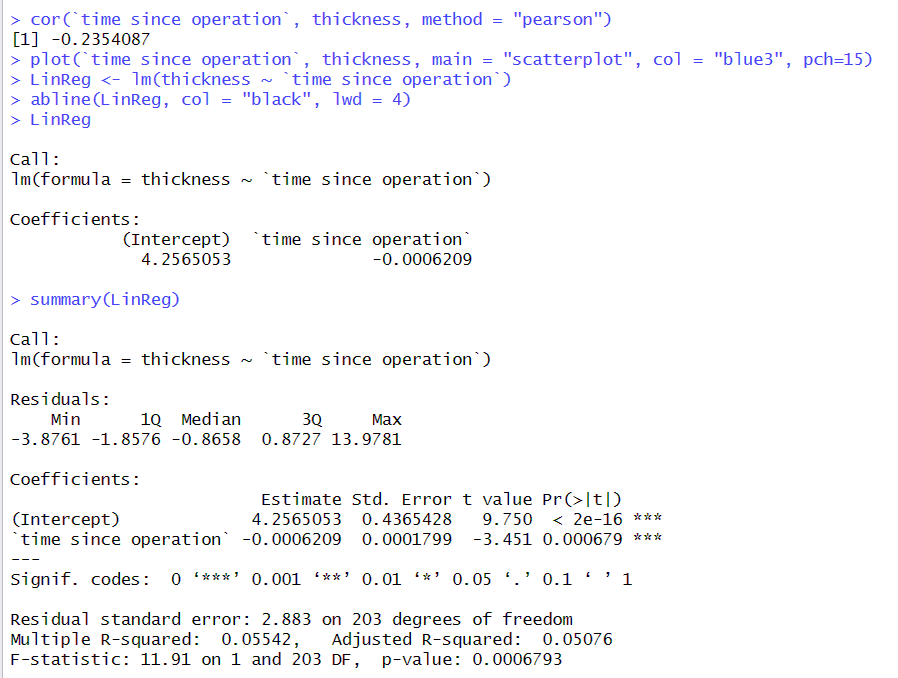 > cor(`time since operation`, thickness, method = "pearson")
[1] -0.2354087
> plot(`time since operation`, thickness, main = "scatterplot", col = "blue3", pch=15)
> LinReg <- lm(thickness ~ `time since operation`)
> abline(LinReg, col = "black", lwd = 4)
> LinReg
Call:
lm(formula = thickness ~ `time since operation`)
Coefficients:
(Intercept) `time since operation`
4.2565053 -0.0006209
> summary(LinReg)
Call:
lm(formula = thickness ~ `time since operation`)
Residuals:
Min 1Q Median 3Q Max
-3.8761 -1.8576 -0.8658 0.8727 13.9781
Coefficients:
Estimate Std. Error t value Pr(>|t|)
(Intercept) 4.2565053 0.4365428 9.750 < 2e-16 ***
`time since operation` -0.0006209 0.0001799 -3.451 0.000679 ***
---
Signif. codes: 0 ‘***’ 0.001 ‘**’ 0.01 ‘*’ 0.05 ‘.’ 0.1 ‘ ’ 1
Residual standard error: 2.883 on 203 degrees of freedom
Multiple R-squared: 0.05542, Adjusted R-squared: 0.05076
F-statistic: 11.91 on 1 and 203 DF, p-value: 0.0006793